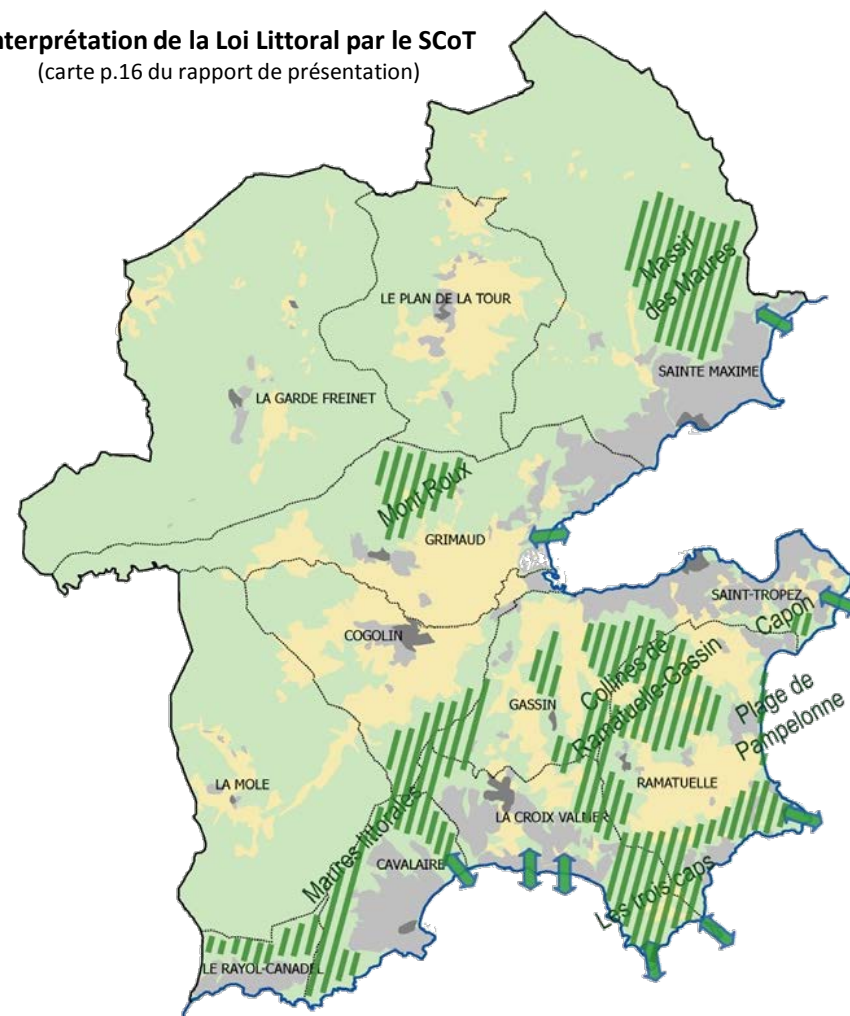 nterprétation de la Loi Littoral par le SCoT
(carte p.16 du rapport de présentation)
Massif
des Maures
LE PLAN DE LA TOUR
SAINTE MAXIME
LA GARDE FREINET
Mont Roux
GRIMAUD
SAINT-TROPEZ
Capon
COGOLIN
Collines de
Ramatuelle-Gassin
GASSIN
Plage de
Pampelonne
LA MOLE
RAMATUELLE
Maures littorales
LA CROIX VALMER
CAVALAIRE
Les trois caps
LE RAYOL-CANADEL